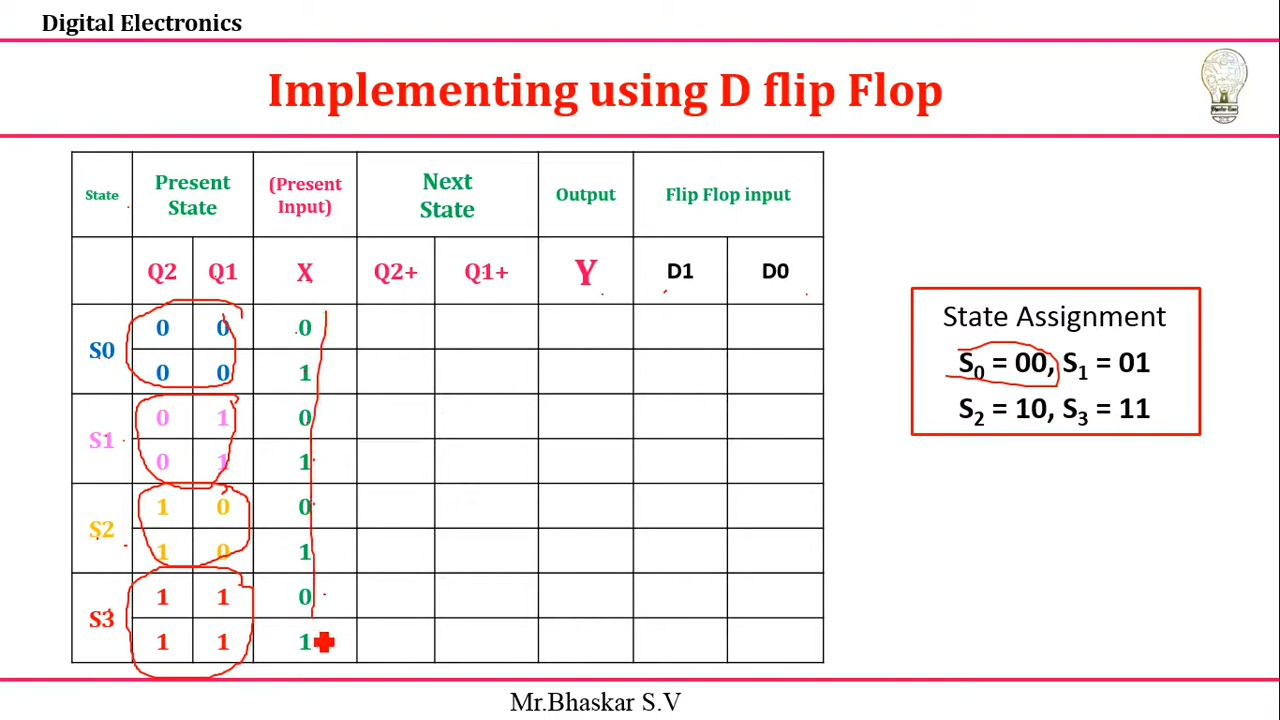 Digital Electronics
Implementing using D flip Flop
State Present State (Present Input) Next State Output Flip Flop input
Q2 Q1 X Q2+ Q1+ Y D1 D0
S0 0 0 0
0 0 1
S1 0 1 0
0 1 1
S2 1 0 0
1 0 1
S3 1 1 0
1 1 1
State Assignment
S0 = 00, S1 = 01
S2 = 10, S3 = 11
Mr.Bhaskar S.V